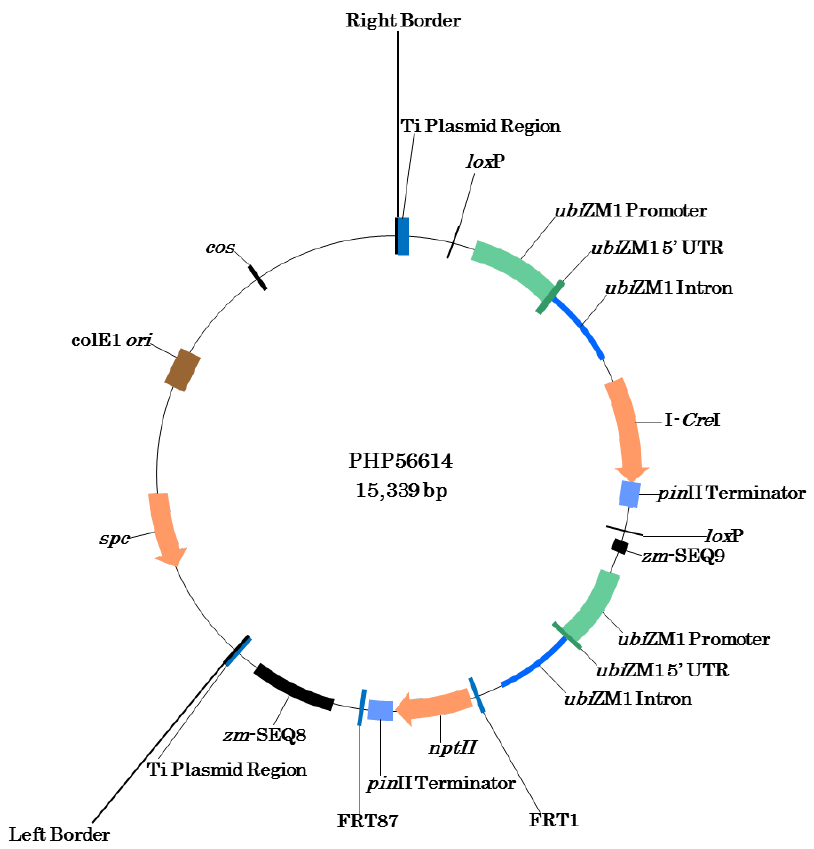 Right Border
Ti Plasmid Region
loxP
ubiZM1 Promoter
cos
ubiZM1 5' UTR
ubiZM1 Intron
colE1 ori
I-CreI
PHP56614
15,339 bp
pinII Terminator
spc
loxP
zm-SEQ9
ubiZM1 Promoter
ubiZM1 5' UTR
ubiZM1 Intron
zm-SEQ8
nptII
Ti Plasmid Region
pinII Terminator
FRT87
FRT1
Left Border